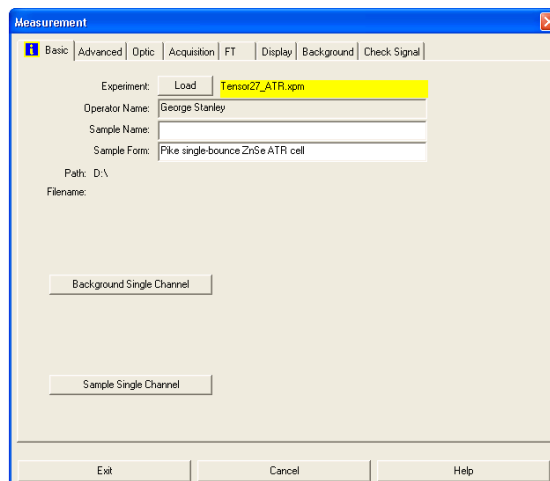 Measurement
Basic Advanced Optic Acquisition FT Display Background Check Signal
Experiment: Load Tensor27_ATR.xpm
Operator Name: George Stanley
Sample Name:
Sample Form: Pike single-bounce ZnSe ATR cell
Path: D:\
Filename:
Background Single Channel
Sample Single Channel
Exit Cancel Help